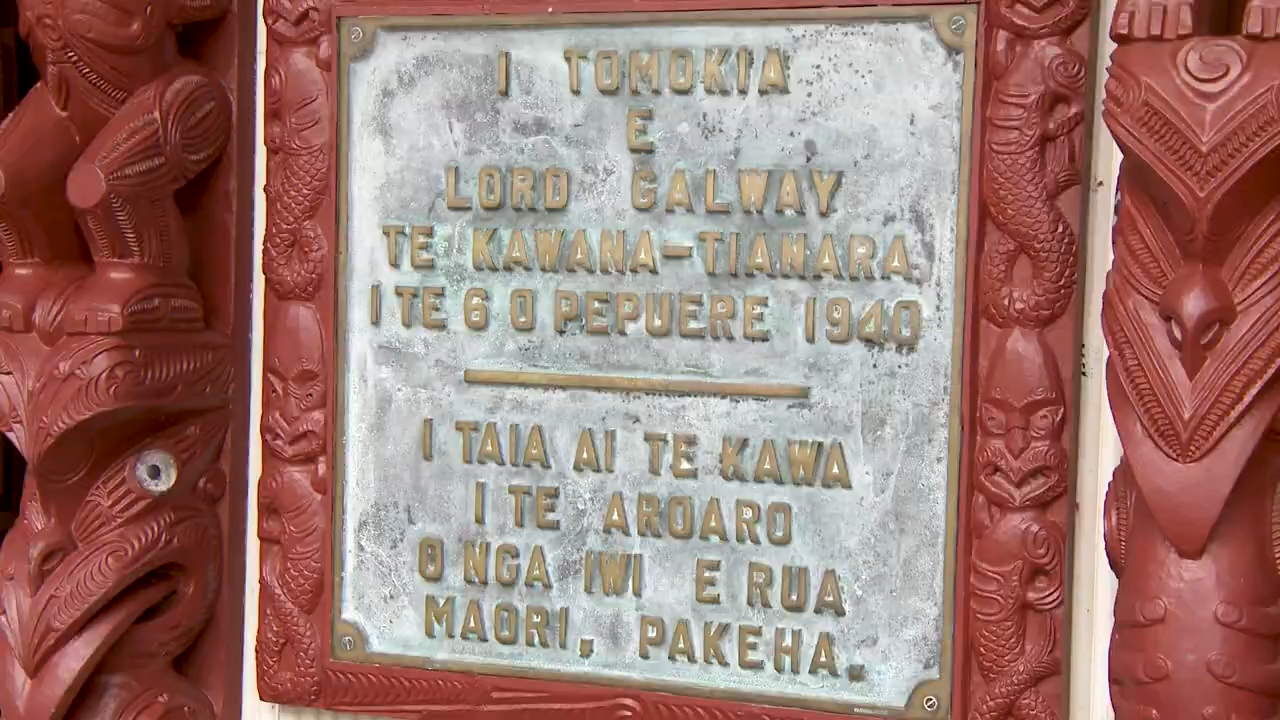 I TOMOKIA
E
LORD GALWAY
TE KAWANA-TIANARA
I TE 6 O PEPUERE 1940
I TAIA AI TE KAWA
I TE AROARO
O NGA IWI E RUA
MAORI, PAKEHA.